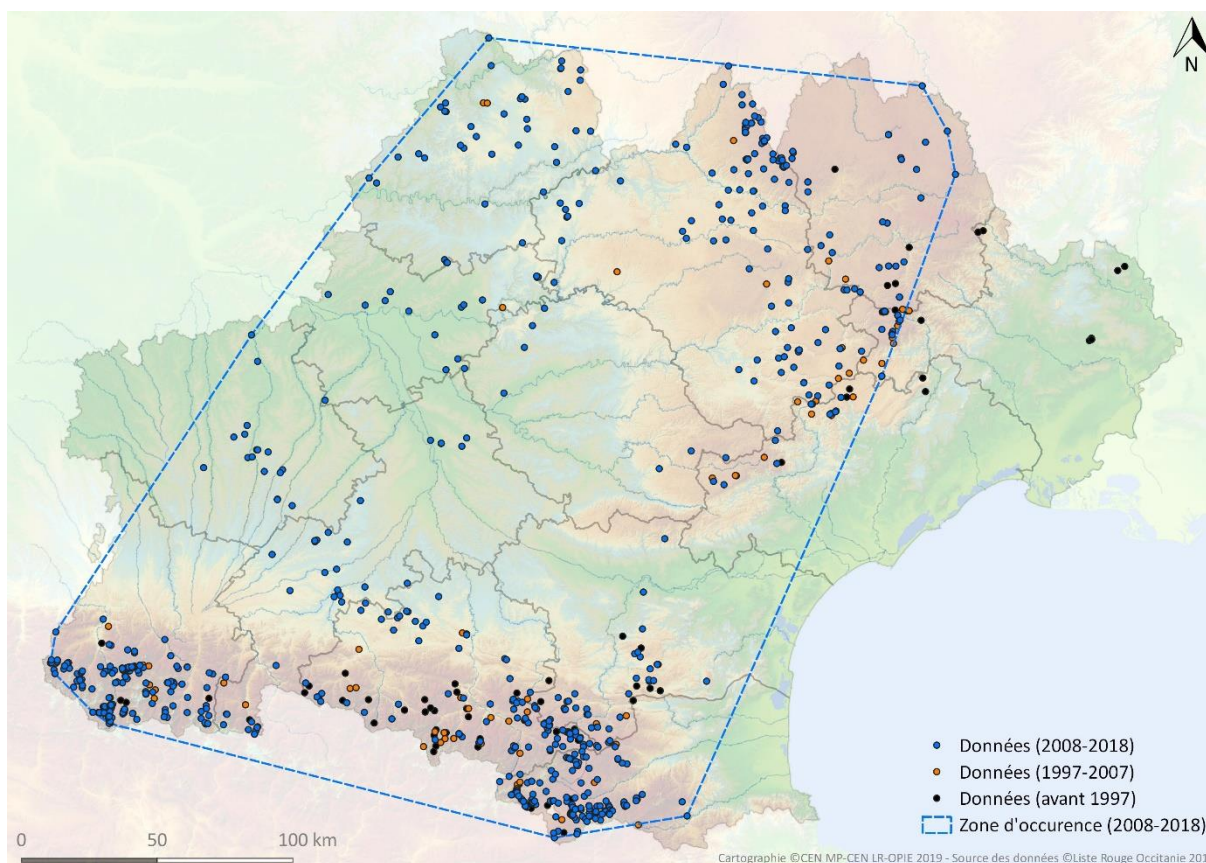 N
Données (2008-2018)
Données (1997-2007)
Données (avant 1997)
Zone d'occurence (2008-2018)
0 50 100 km
Cartographie ©CEN MP-CEN LR-OPIE 2019 - Source des données ©Liste Rouge Occitanie 201